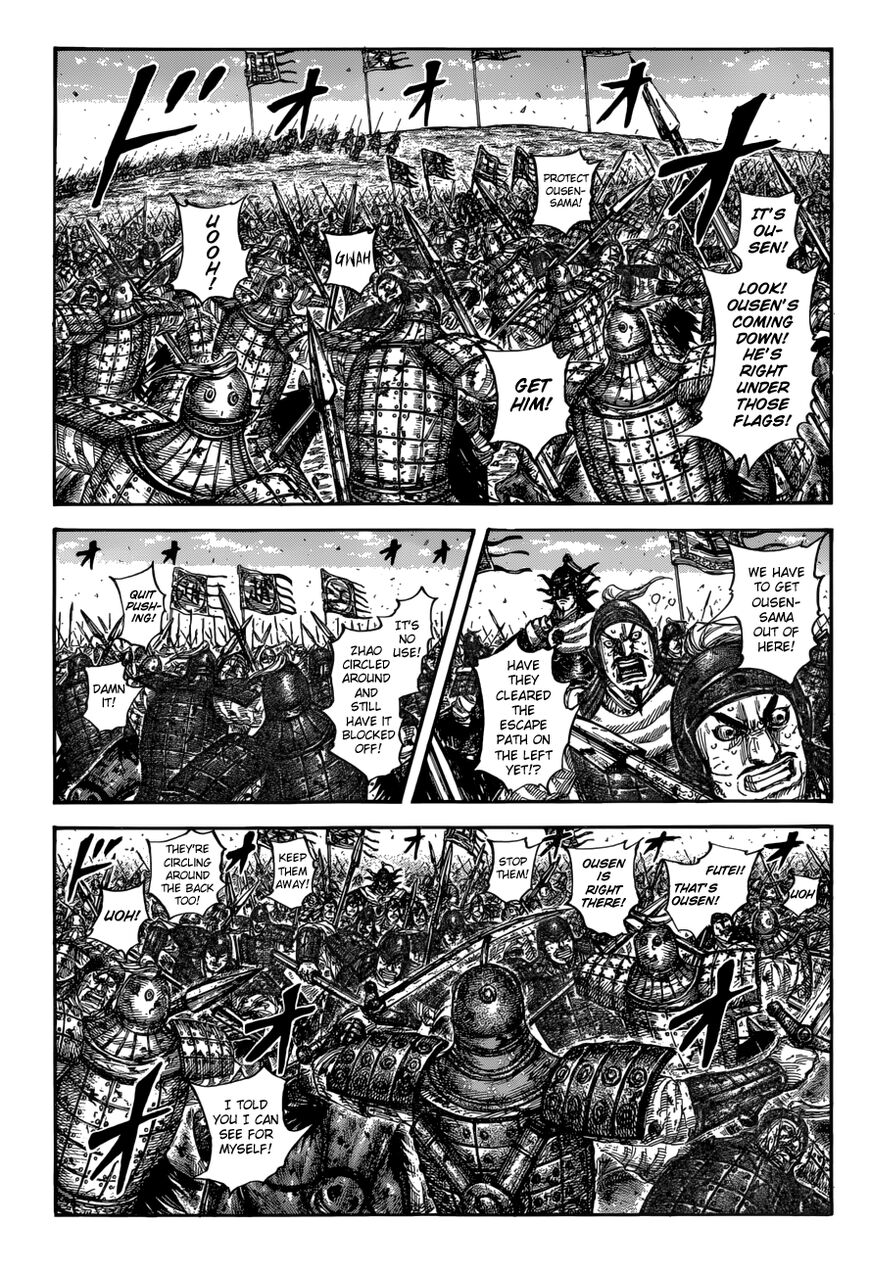 ドオオオオ
IT'S
OU-
SEN!
LOOK!
OUSEN'S
COMING
DOWN!
HE'S
RIGHT
UNDER
THOSE
FLAGS!
PROTECT
OUSEN-
SAMA!
GET
HIM!
GWAH
UOOH!
WE HAVE
TO GET
OUSEN-
SAMA
OUT OF
HERE!
HAVE
THEY
CLEARED
THE
ESCAPE
PATH ON
THE LEFT
YET!?
オオオオ
IT'S
NO
USE!
ZHAO
CIRCLED
AROUND
AND
STILL
HAVE IT
BLOCKED
OFF!
QUIT
PUSH-
ING!
DAMN
IT!
ドオオオオオ
UOH
FUTEI!
THAT'S
OUSEN!
OUSEN
IS
RIGHT
THERE!
STOP
THEM!
KEEP
THEM
AWAY!
THEY'RE
CIRCLING
AROUND
THE BACK
TOO!
UOH!
I TOLD
YOU I CAN
SEE FOR
MYSELF!